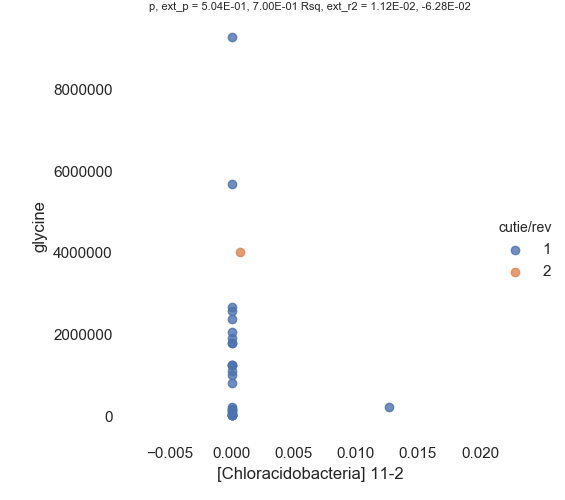 p, ext_p = 5.04E-01, 7.00E-01 Rsq, ext_r2 = 1.12E-02, -6.28E-02
8000000
6000000
glycine
4000000
2000000
0
cutie/rev
1
2
−0.005 0.000 0.005 0.010 0.015 0.020
[Chloracidobacteria] 11-2